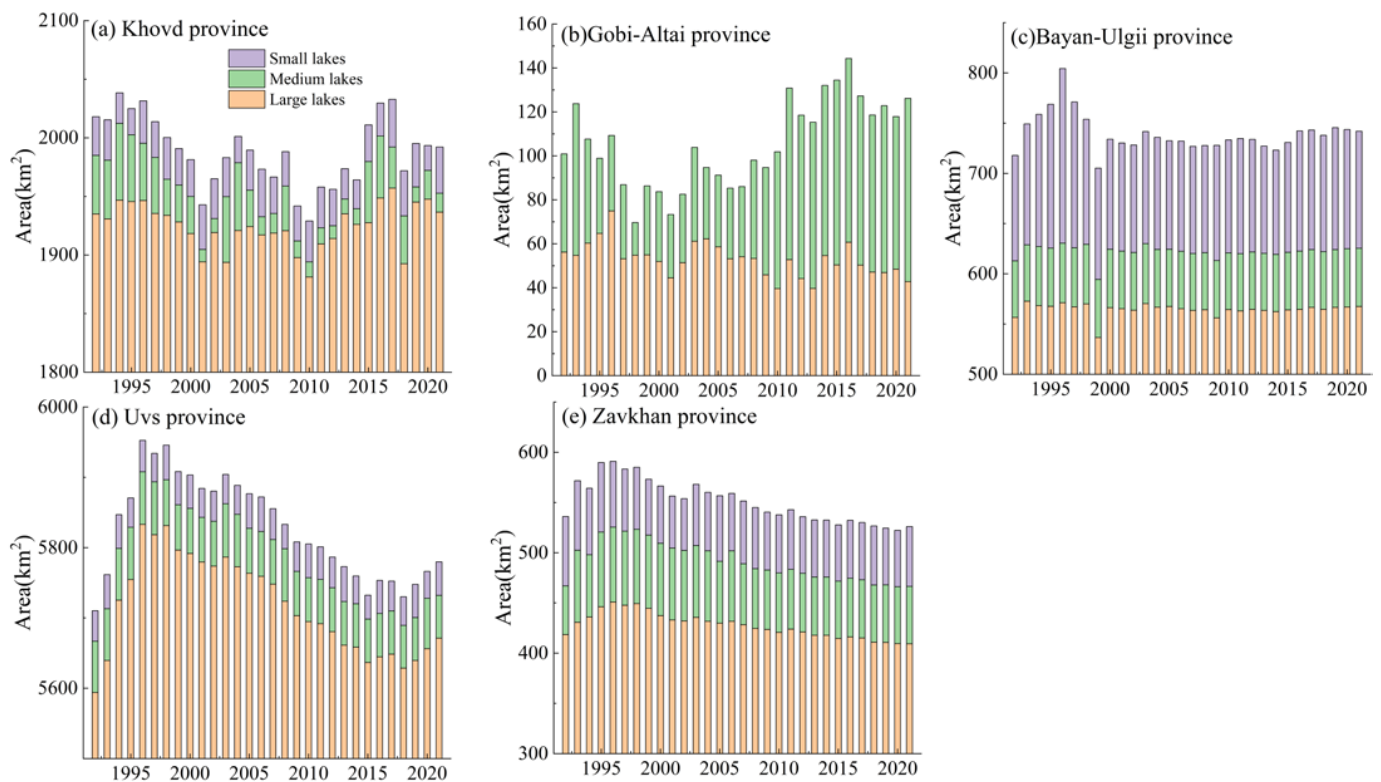 (a) Khovd province
Small lakes
Medium lakes
Large lakes
Area(km²)
2100
2000
1900
1800
1995 2000 2005 2010 2015 2020
(b)Gobi-Altai province
Area(km²)
160
140
120
100
80
60
40
20
0
1995 2000 2005 2010 2015 2020
(c)Bayan-Ulgii province
Area(km²)
800
700
600
500
1995 2000 2005 2010 2015 2020
(d) Uvs province
Area(km²)
6000
5800
5600
1995 2000 2005 2010 2015 2020
(e) Zavkhan province
Area(km²)
600
500
400
300
1995 2000 2005 2010 2015 2020